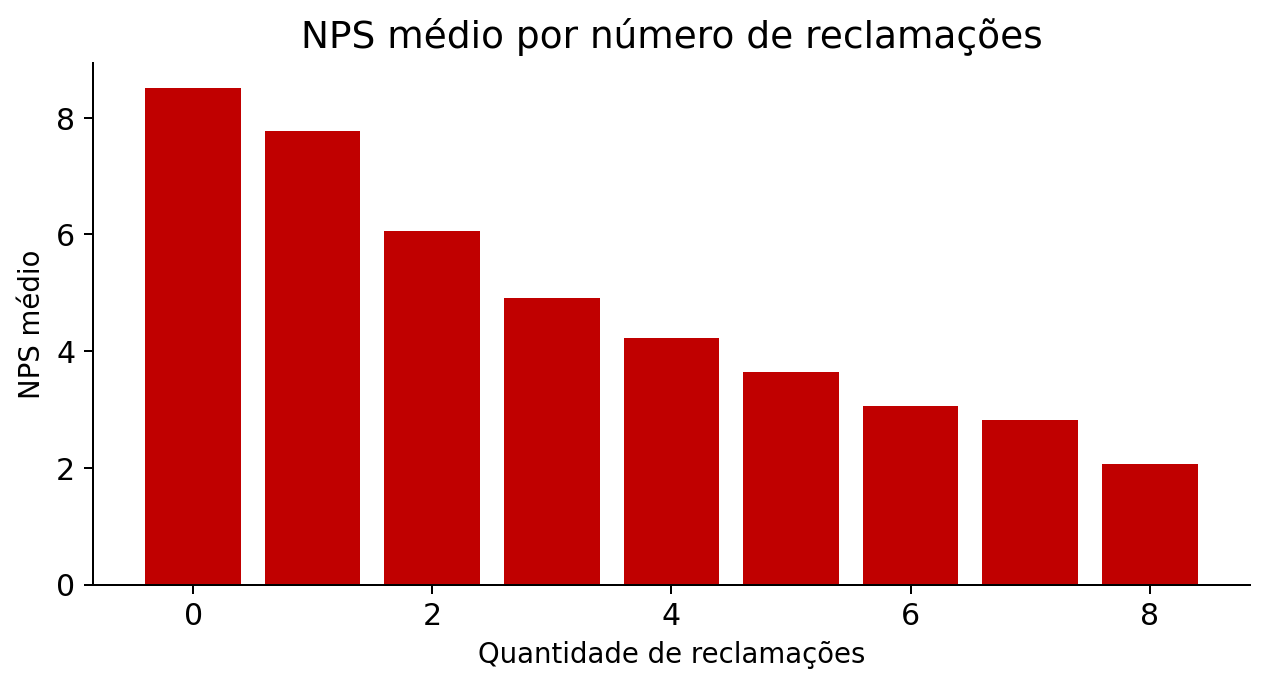 NPS médio por número de reclamações
NPS médio
8
6
4
2
0
0 2 4 6 8
Quantidade de reclamações